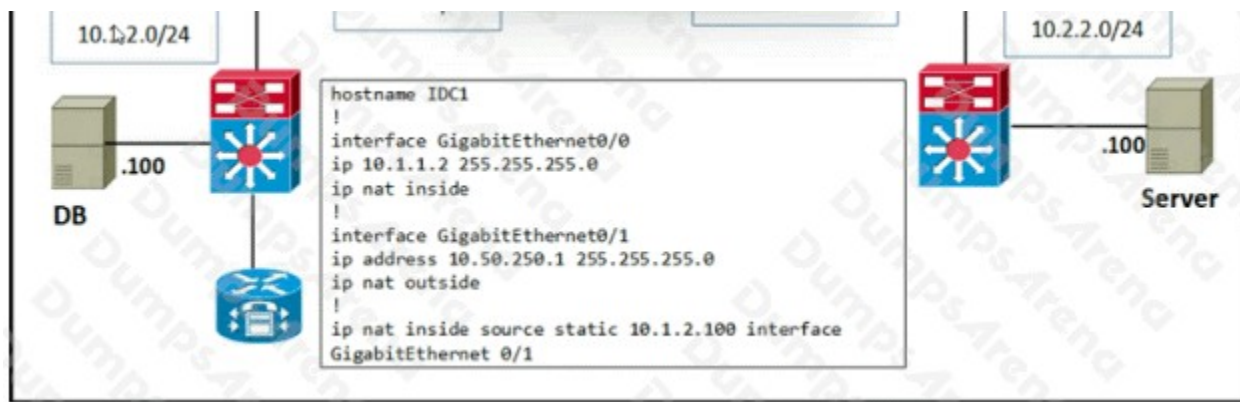 10.1.2.0/24
10.2.2.0/24
hostname IDC1
!
interface GigabitEthernet0/0
ip 10.1.1.2 255.255.255.0
ip nat inside
!
interface GigabitEthernet0/1
ip address 10.50.250.1 255.255.255.0
ip nat outside
!
ip nat inside source static 10.1.2.100 interface
GigabitEthernet 0/1
.100
DB
.100
Server
DumpsArena